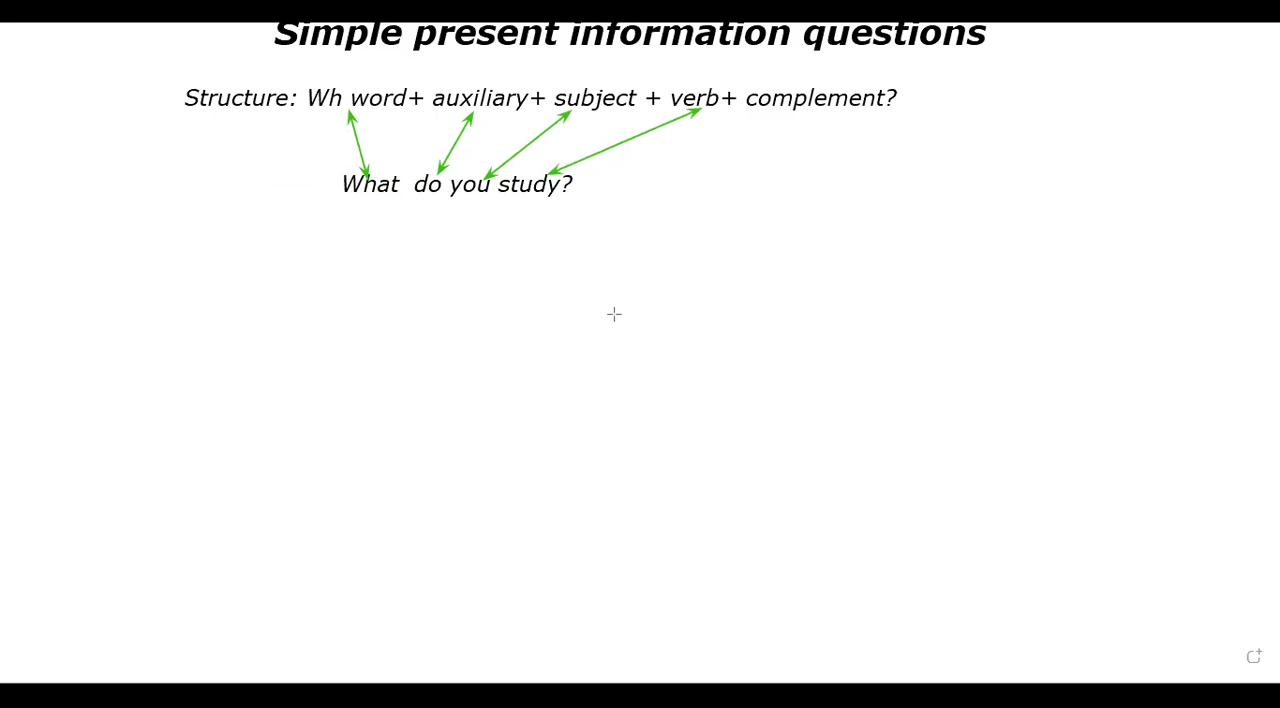 Simple present information questions
Structure: Wh word+ auxiliary+ subject + verb+ complement?
What do you study?